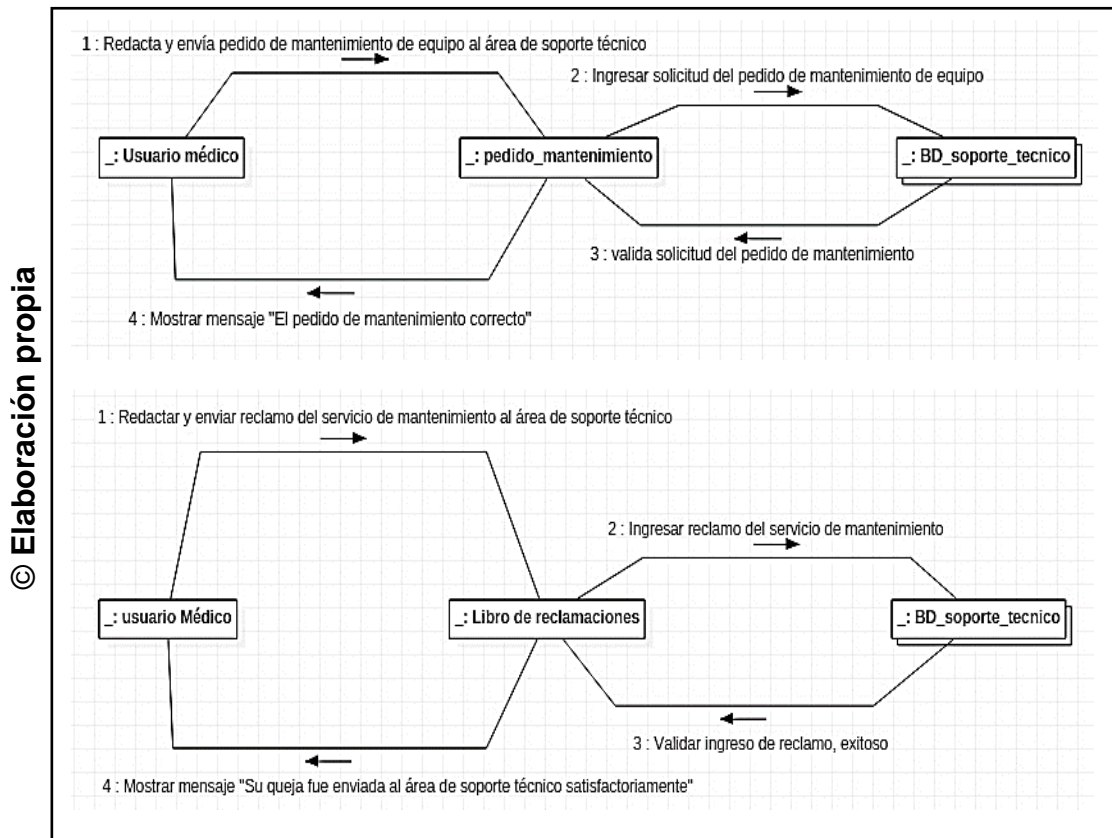 © Elaboración propia
1 : Redacta y envía pedido de mantenimiento de equipo al área de soporte técnico
2 : Ingresar solicitud del pedido de mantenimiento de equipo
_: Usuario médico
_: pedido_mantenimiento
_: BD_soporte_tecnico
3 : valida solicitud del pedido de mantenimiento
4 : Mostrar mensaje "El pedido de mantenimiento correcto"
1 : Redactar y enviar reclamo del servicio de mantenimiento al área de soporte técnico
2 : Ingresar reclamo del servicio de mantenimiento
_: usuario Médico
_: Libro de reclamaciones
_: BD_soporte_tecnico
3 : Validar ingreso de reclamo, exitoso
4 : Mostrar mensaje "Su queja fue enviada al área de soporte técnico satisfactoriamente"